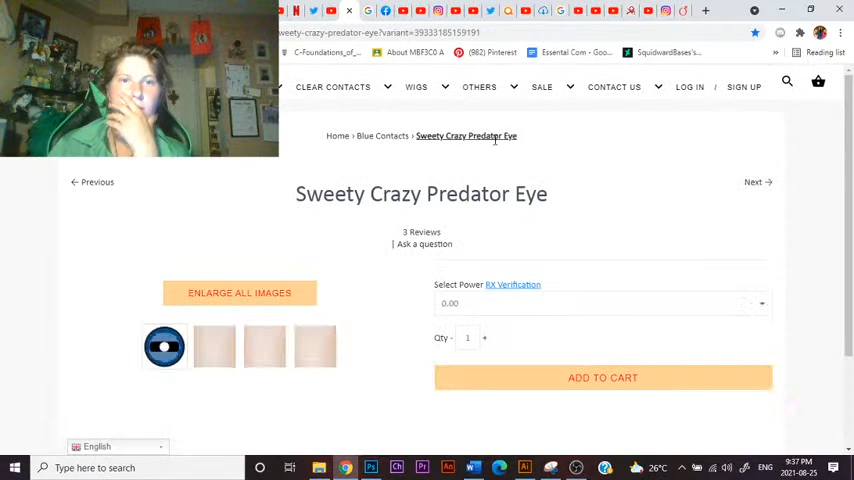 sweety-crazy-predator-eye?variant=39333185159191
C-Foundations_of_... About MBF3C0 A (982) Pinterest Essental Com - Goo... SquidwardBases's... » Reading list
CLEAR CONTACTS WIGS OTHERS SALE CONTACT US LOG IN / SIGN UP
Home › Blue Contacts › Sweety Crazy Predator Eye
← Previous Next →
Sweety Crazy Predator Eye
3 Reviews
| Ask a question
Select Power RX Verification
ENLARGE ALL IMAGES
0.00
Qty - 1 +
ADD TO CART
English
Type here to search
26°C ENG 9:37 PM
2021-08-25